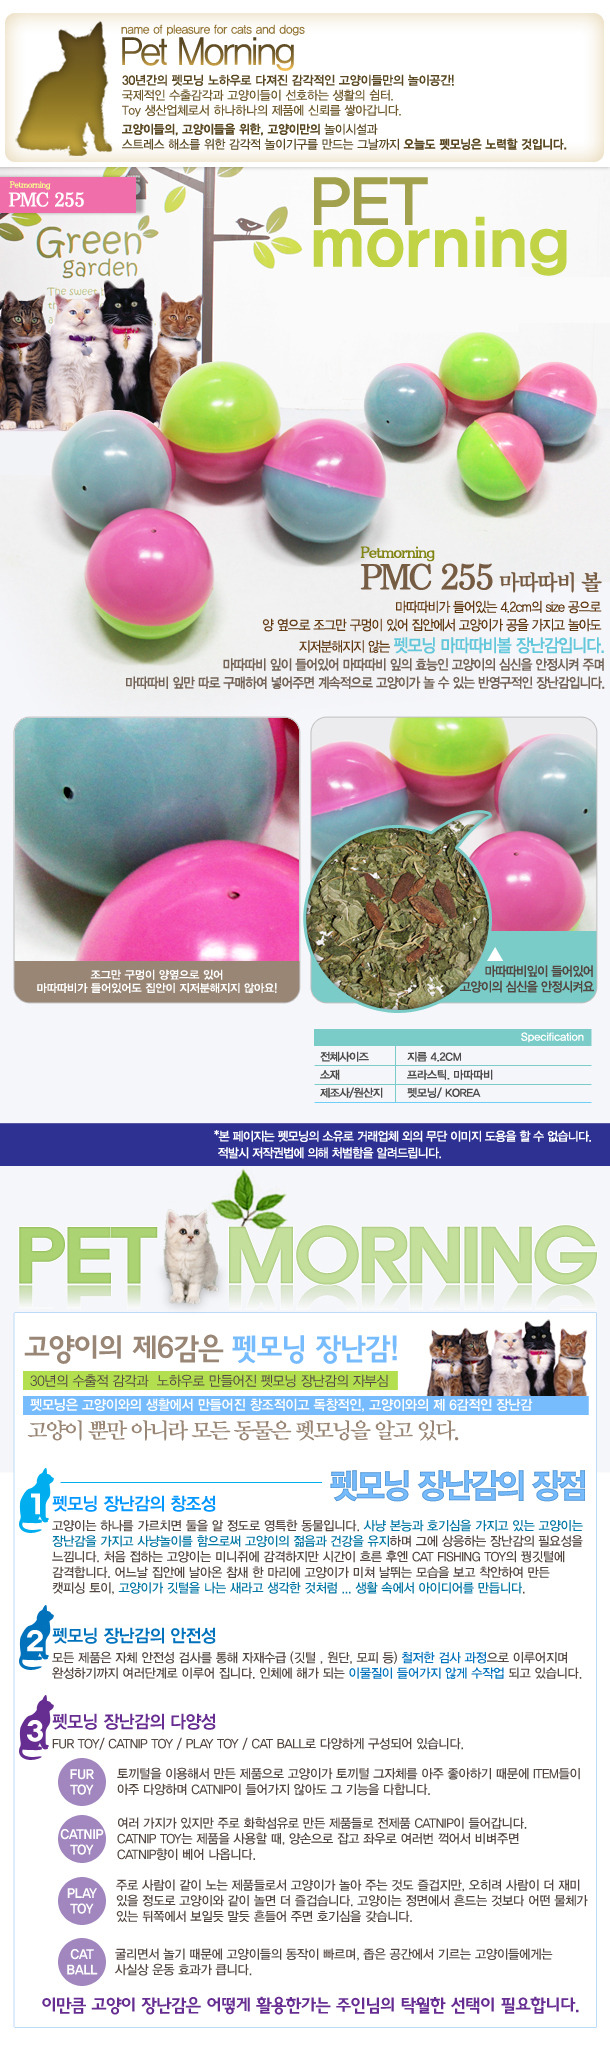 name of pleasure for cats and dogs
Pet Morning
30년간의 펫모닝 노하우로 다져진 감각적인 고양이들만의 놀이공간!
국제적인 수출감각과 고양이들이 선호하는 생활의 쉼터.
Toy 생산업체로서 하나하나의 제품에 신뢰를 쌓아갑니다.
고양이들의, 고양이들을 위한, 고양이만의 놀이시설과
스트레스 해소를 위한 감각적 놀이기구를 만드는 그날까지 오늘도 펫모닝은 노력할 것입니다.
Petmorning
PMC 255
PET
morning
Green
garden
The sweet
Petmorning
PMC 255 마따따비 볼
마따따비가 들어있는 4.2cm의 size 공으로
양 옆으로 조그만 구멍이 있어 집안에서 고양이가 공을 가지고 놀아도
지저분해지지 않는 펫모닝 마따따비볼 장난감입니다.
마따따비 잎이 들어있어 마따따비 잎의 효능인 고양이의 심신을 안정시켜 주며
마따따비 잎만 따로 구매하여 넣어주면 계속적으로 고양이가 놀 수 있는 반영구적인 장난감입니다.
조그만 구멍이 양옆으로 있어
마따따비가 들어있어도 집안이 지저분해지지 않아요!
마따따비잎이 들어있어
고양이의 심신을 안정시켜요
Specification
전체사이즈 지름 4.2CM
소재 프라스틱, 마따따비
제조사/원산지 펫모닝/ KOREA
*본 페이지는 펫모닝의 소유로 거래업체 외의 무단 이미지 도용을 할 수 없습니다.
적발시 저작권법에 의해 처벌함을 알려드립니다.
PET MORNING
고양이의 제6감은 펫모닝 장난감!
30년의 수출적 감각과 노하우로 만들어진 펫모닝 장난감의 자부심
펫모닝은 고양이와의 생활에서 만들어진 창조적이고 독창적인, 고양이와의 제 6감적인 장난감
고양이 뿐만 아니라 모든 동물은 펫모닝을 알고 있다.
펫모닝 장난감의 장점
1 펫모닝 장난감의 창조성
고양이는 하나를 가르치면 둘을 알 정도로 영특한 동물입니다. 사냥 본능과 호기심을 가지고 있는 고양이는
장난감을 가지고 사냥놀이를 함으로써 고양이의 젊음과 건강을 유지하며 그에 상응하는 장난감의 필요성을
느낍니다. 처음 접하는 고양이는 미니쥐에 감격하지만 시간이 흐른 후엔 CAT FISHING TOY의 꿩깃털에
감격합니다. 어느날 집안에 날아온 참새 한 마리에 고양이가 미쳐 날뛰는 모습을 보고 착안하여 만든
캣피싱 토이, 고양이가 깃털을 나는 새라고 생각한 것처럼 ... 생활 속에서 아이디어를 만듭니다.
2 펫모닝 장난감의 안전성
모든 제품은 자체 안전성 검사를 통해 자재수급 (깃털 , 원단, 모피 등) 철저한 검사 과정으로 이루어지며
완성하기까지 여러단계로 이루어 집니다. 인체에 해가 되는 이물질이 들어가지 않게 수작업 되고 있습니다.
3 펫모닝 장난감의 다양성
FUR TOY/ CATNIP TOY / PLAY TOY / CAT BALL로 다양하게 구성되어 있습니다.
FUR
TOY
토끼털을 이용해서 만든 제품으로 고양이가 토끼털 그자체를 아주 좋아하기 때문에 ITEM들이
아주 다양하며 CATNIP이 들어가지 않아도 그 기능을 다합니다.
CATNIP
TOY
여러 가지가 있지만 주로 화학섬유로 만든 제품들로 전제품 CATNIP이 들어갑니다.
CATNIP TOY는 제품을 사용할 때, 양손으로 잡고 좌우로 여러번 꺽어서 비벼주면
CATNIP향이 베어 나옵니다.
PLAY
TOY
주로 사람이 같이 노는 제품들로서 고양이가 놀아 주는 것도 즐겁지만, 오히려 사람이 더 재미
있을 정도로 고양이와 같이 놀면 더 즐겁습니다. 고양이는 정면에서 흔드는 것보다 어떤 물체가
있는 뒤쪽에서 보일듯 말듯 흔들어 주면 호기심을 갖습니다.
CAT
BALL
굴리면서 놀기 때문에 고양이들의 동작이 빠르며, 좁은 공간에서 기르는 고양이들에게는
사실상 운동 효과가 큽니다.
이만큼 고양이 장난감은 어떻게 활용한가는 주인님의 탁월한 선택이 필요합니다.